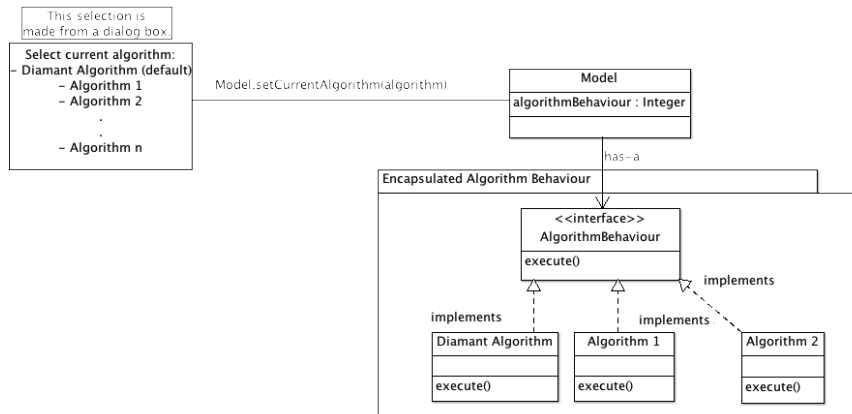 This selection is
made from a dialog box.
Select current algorithm:
- Diamant Algorithm (default)
- Algorithm 1
- Algorithm 2
.
.
- Algorithm n
Model.setCurrentAlgorithm(algorithm)
Model
algorithmBehaviour : Integer
has-a
Encapsulated Algorithm Behaviour
<<interface>>
AlgorithmBehaviour
execute()
implements
implements
implements
Diamant Algorithm
execute()
Algorithm 1
execute()
Algorithm 2
execute()